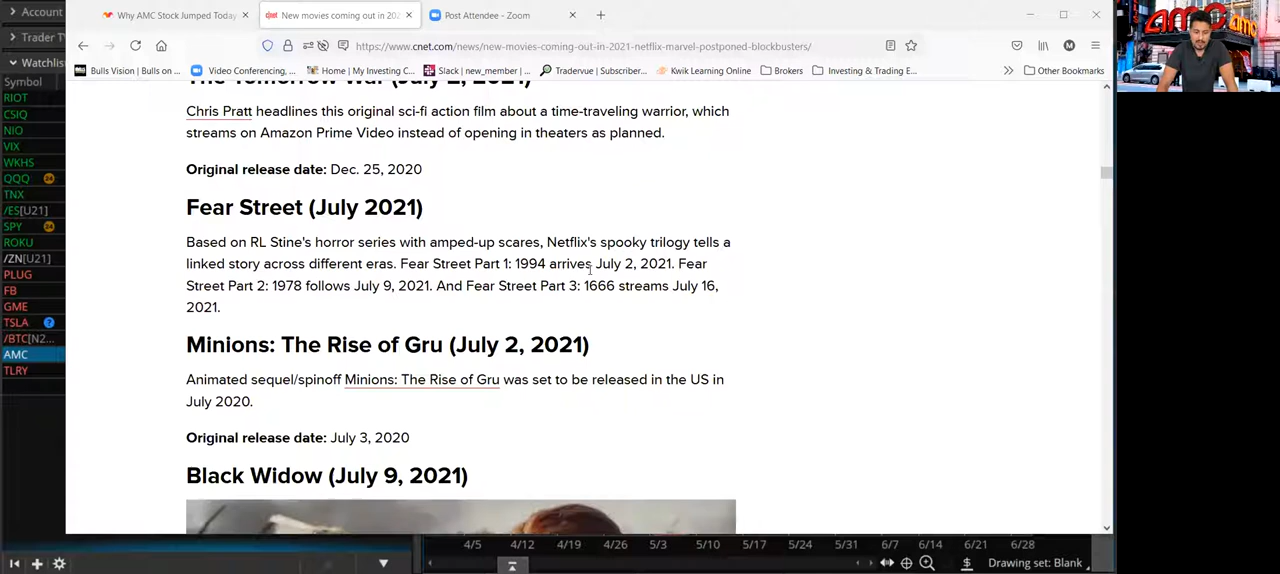 Account
Trader T
Watchlis
Symbol
RIOT
CSIQ
NIO
VIX
WKHS
QQQ 24
TNX
/ES[U21]
SPY 24
ROKU
/ZN[U21]
PLUG
FB
GME
TSLA ?
/BTC[N2...
AMC
TLRY
Why AMC Stock Jumped Today
cnet New movies coming out in 202
Post Attendee - Zoom
https://www.cnet.com/news/new-movies-coming-out-in-2021-netflix-marvel-postponed-blockbusters/
M
Bulls Vision | Bulls on ...
Video Conferencing, ...
Home | My Investing C...
Slack | new_member | ...
Tradervue | Subscriber...
Kwik Learning Online
Brokers
Investing & Trading E...
Other Bookmarks
The Tomorrow War (July 2, 2021)
Chris Pratt headlines this original sci-fi action film about a time-traveling warrior, which
streams on Amazon Prime Video instead of opening in theaters as planned.
Original release date: Dec. 25, 2020
Fear Street (July 2021)
Based on RL Stine's horror series with amped-up scares, Netflix's spooky trilogy tells a
linked story across different eras. Fear Street Part 1: 1994 arrives July 2, 2021. Fear
Street Part 2: 1978 follows July 9, 2021. And Fear Street Part 3: 1666 streams July 16,
2021.
Minions: The Rise of Gru (July 2, 2021)
Animated sequel/spinoff Minions: The Rise of Gru was set to be released in the US in
July 2020.
Original release date: July 3, 2020
Black Widow (July 9, 2021)
4/5 4/12 4/19 4/26 5/3 5/10 5/17 5/24 5/31 6/7 6/14 6/21 6/28
$ Drawing set: Blank
amc